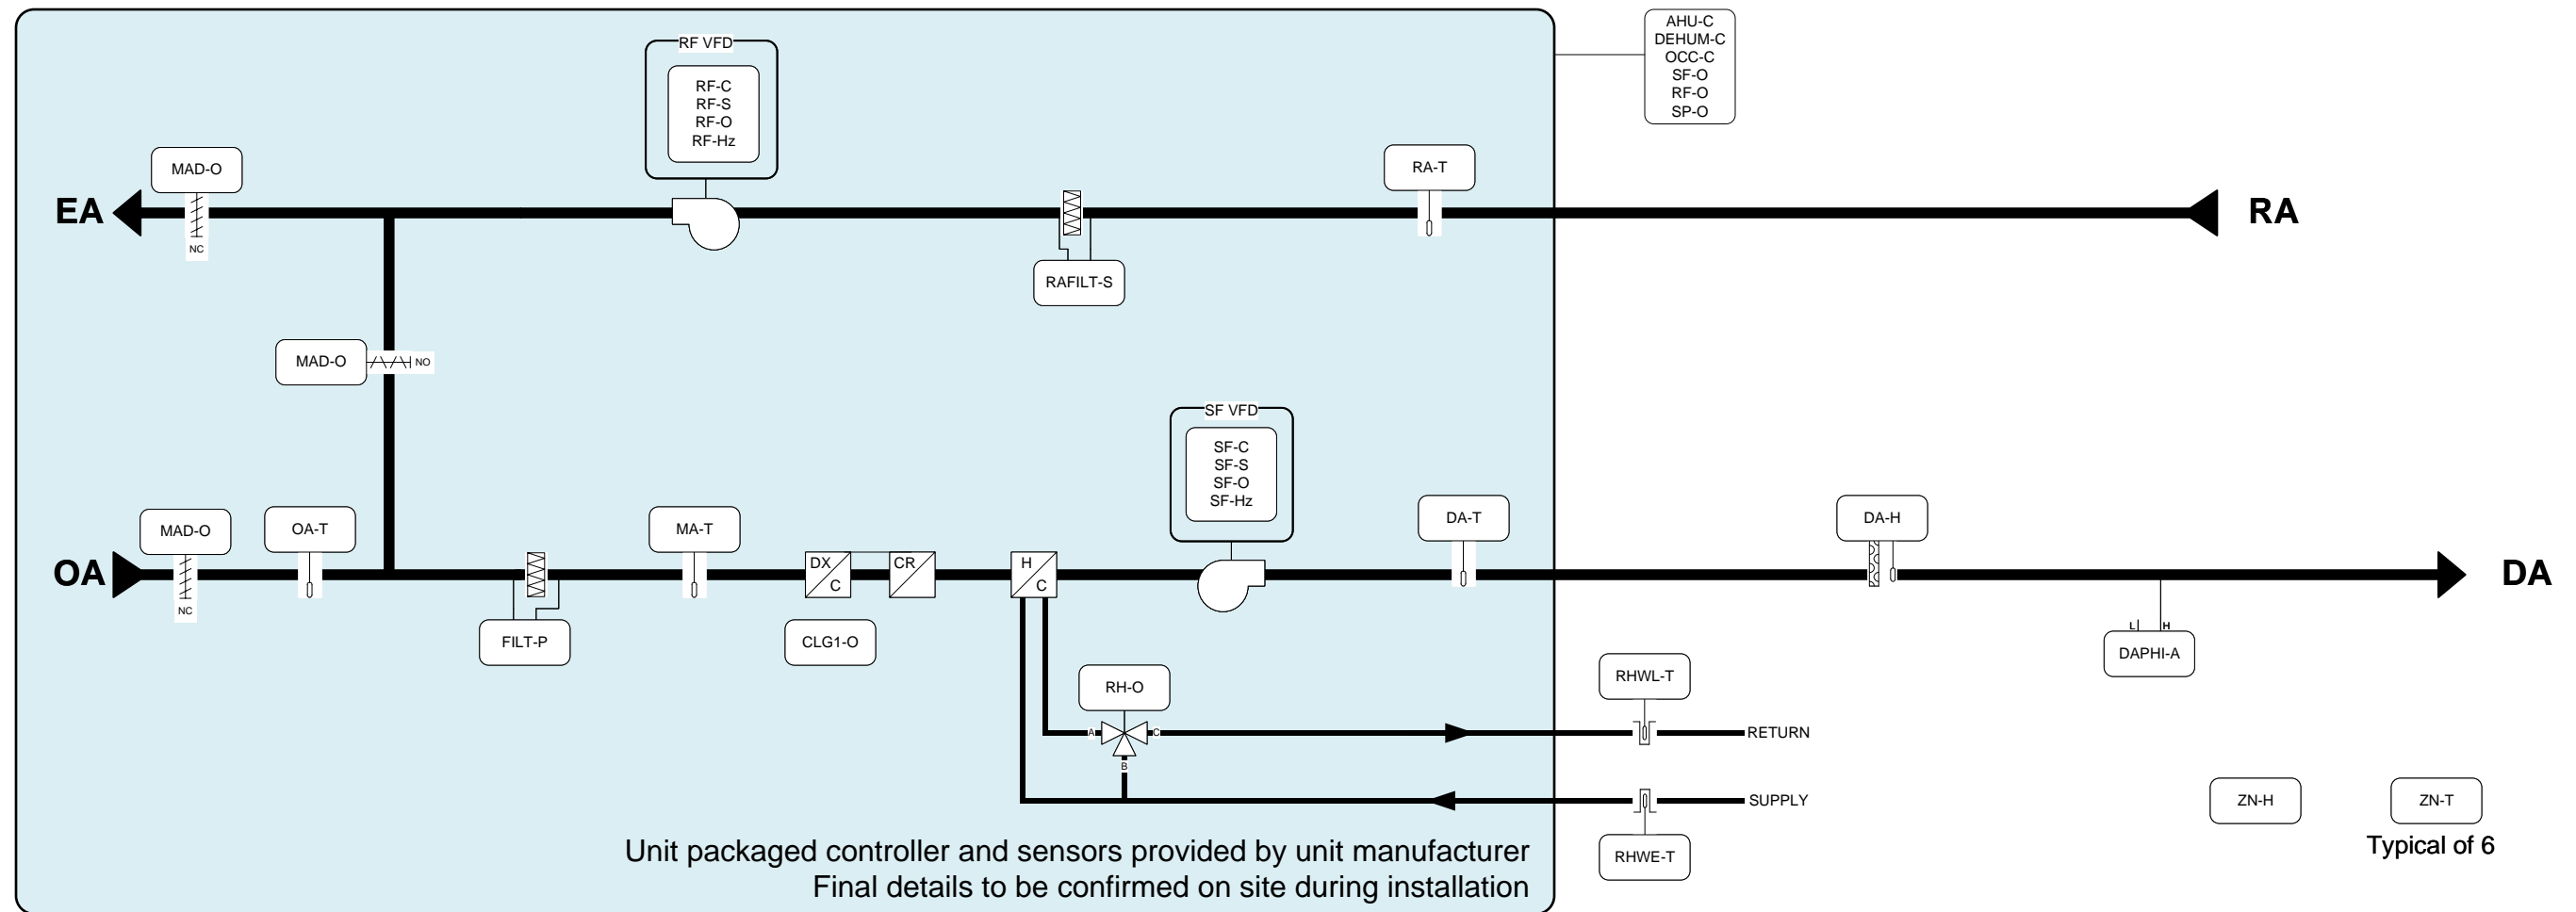 AHU-C
DEHUM-C
OCC-C
SF-O
RF-O
SP-O
RF VFD
RF-C
RF-S
RF-O
RF-Hz
MAD-O
NC
EA
RA-T
RA
RAFILT-S
MAD-O
NO
SF VFD
SF-C
SF-S
SF-O
SF-Hz
MAD-O
NC
OA-T
OA
MA-T
DA-T
DA-H
DA
DX
C
CR
H
C
FILT-P
CLG1-O
L
H
DAPHI-A
RH-O
A
C
B
RHWL-T
RETURN
SUPPLY
RHWE-T
ZN-H
ZN-T
Typical of 6
Unit packaged controller and sensors provided by unit manufacturer
Final details to be confirmed on site during installation